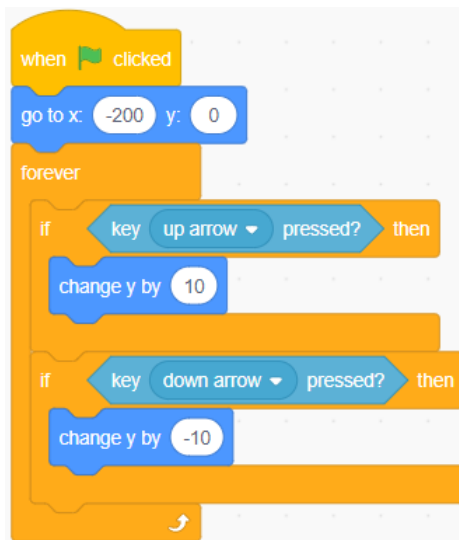 when clicked
go to x: -200 y: 0
forever
if key up arrow pressed? then
change y by 10
if key down arrow pressed? then
change y by -10